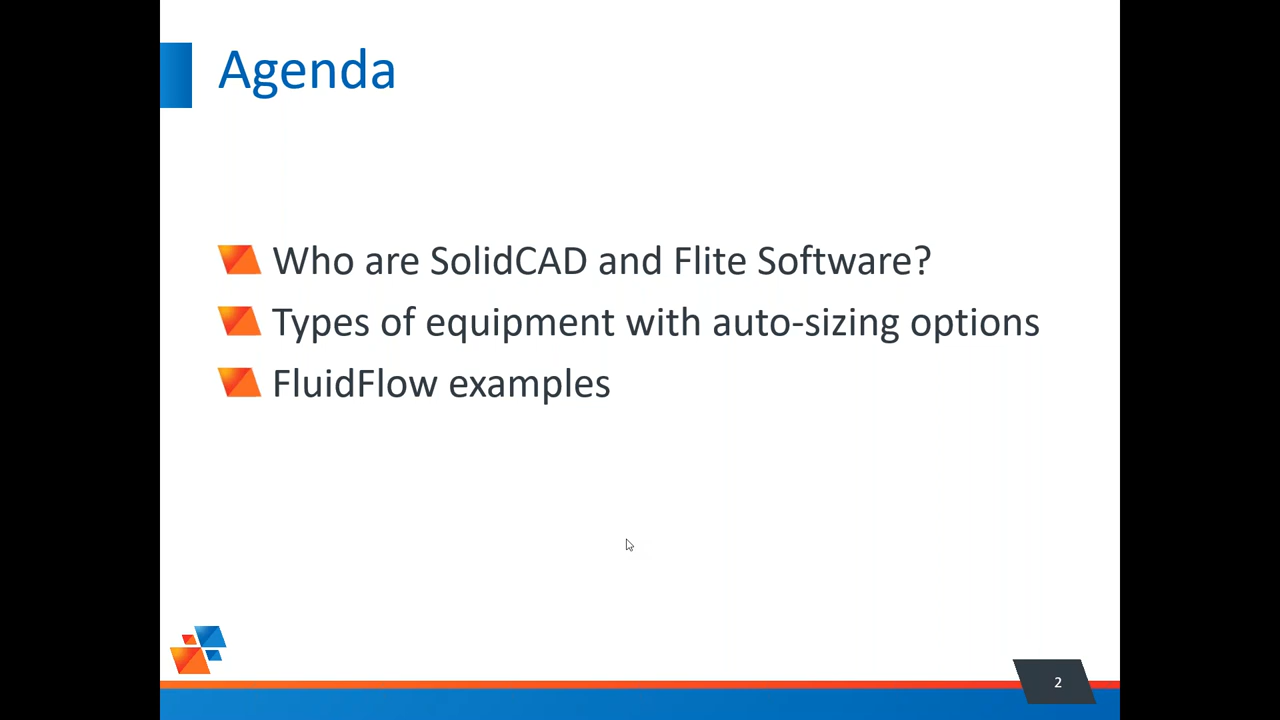 Agenda
Who are SolidCAD and Flite Software?
Types of equipment with auto-sizing options
FluidFlow examples
2